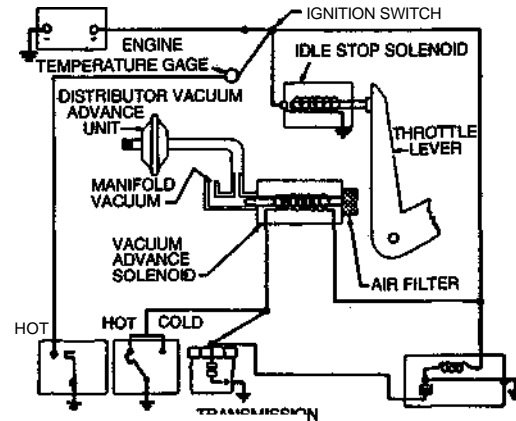 IGNITION SWITCH
ENGINE
TEMPERATURE GAGE
IDLE STOP SOLENOID
DISTRIBUTOR VACUUM
ADVANCE
UNIT
THROTTLE
LEVER
MANIFOLD
VACUUM
VACUUM
ADVANCE
SOLENOID
AIR FILTER
HOT
HOT COLD
TRANSMISSION